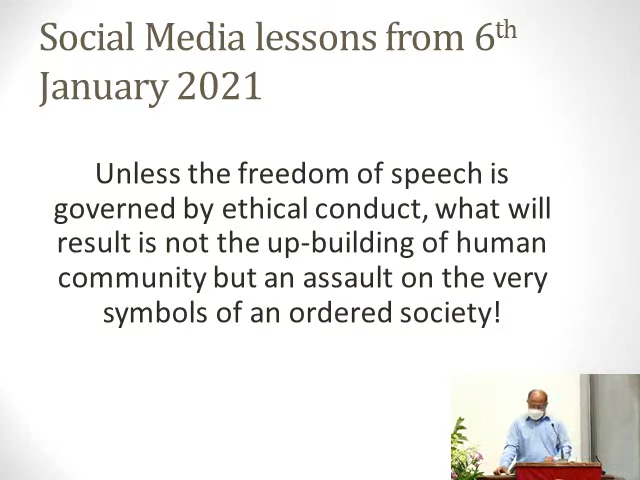 Social Media lessons from 6th
January 2021
Unless the freedom of speech is
governed by ethical conduct, what will
result is not the up-building of human
community but an assault on the very
symbols of an ordered society!